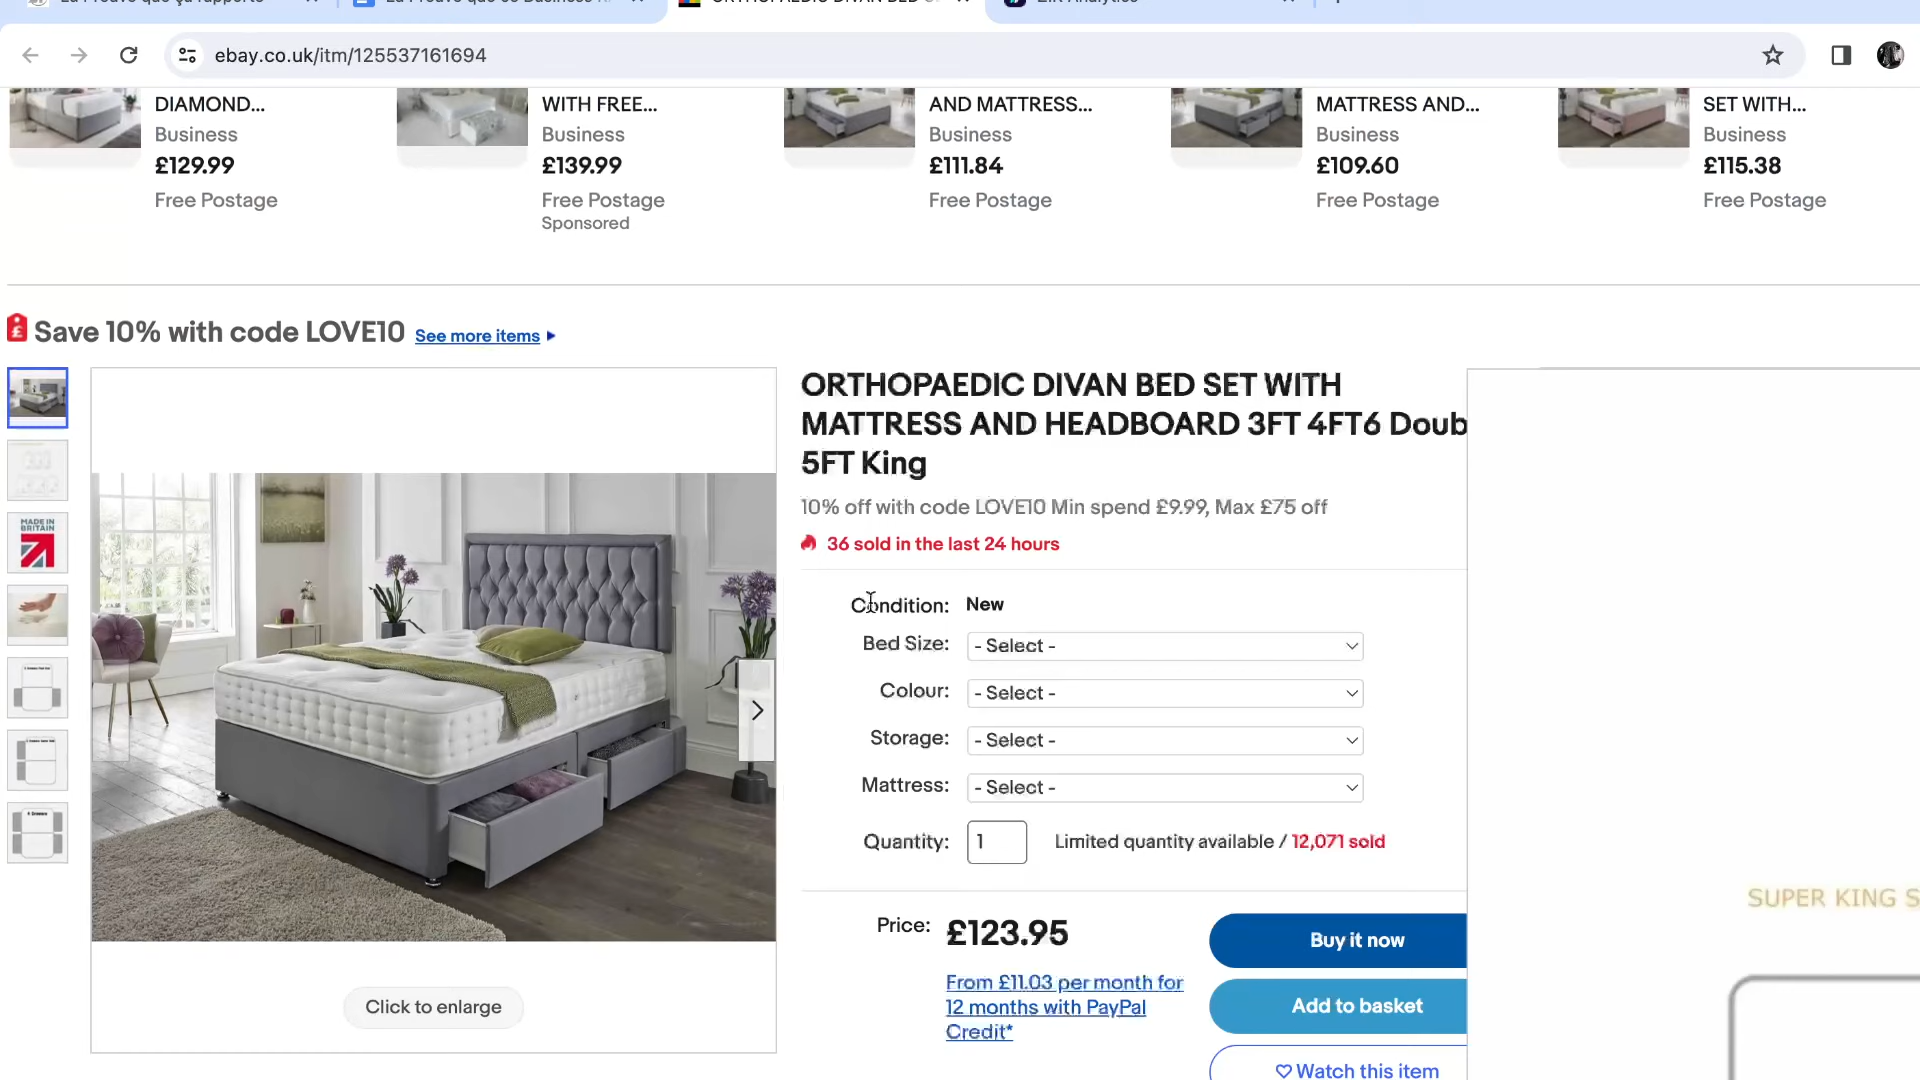 ebay.co.uk/itm/125537161694
DIAMOND...
Business
£129.99
Free Postage
WITH FREE...
Business
£139.99
Free Postage
Sponsored
AND MATTRESS...
Business
£111.84
Free Postage
MATTRESS AND...
Business
£109.60
Free Postage
SET WITH...
Business
£115.38
Free Postage
Save 10% with code LOVE10 See more items
MADE IN
BRITAIN
ORTHOPAEDIC DIVAN BED SET WITH
MATTRESS AND HEADBOARD 3FT 4FT6 Doub
5FT King
10% off with code LOVE10 Min spend £9.99, Max £75 off
36 sold in the last 24 hours
Condition: New
Bed Size: - Select -
Colour: - Select -
Storage: - Select -
Mattress: - Select -
Quantity: 1 Limited quantity available / 12,071 sold
Price: £123.95
From £11.03 per month for
12 months with PayPal
Credit*
Buy it now
Add to basket
Watch this item
Click to enlarge
SUPER KING S